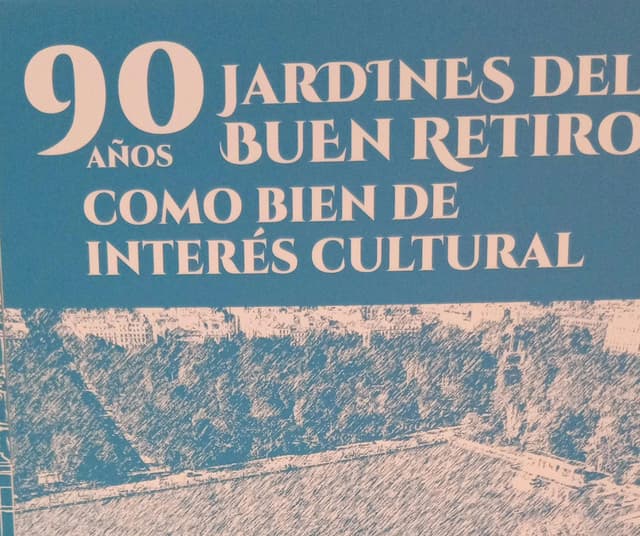 90 AÑOS
JARDINES DEL
BUEN RETIRO
COMO BIEN DE
INTERÉS CULTURAL